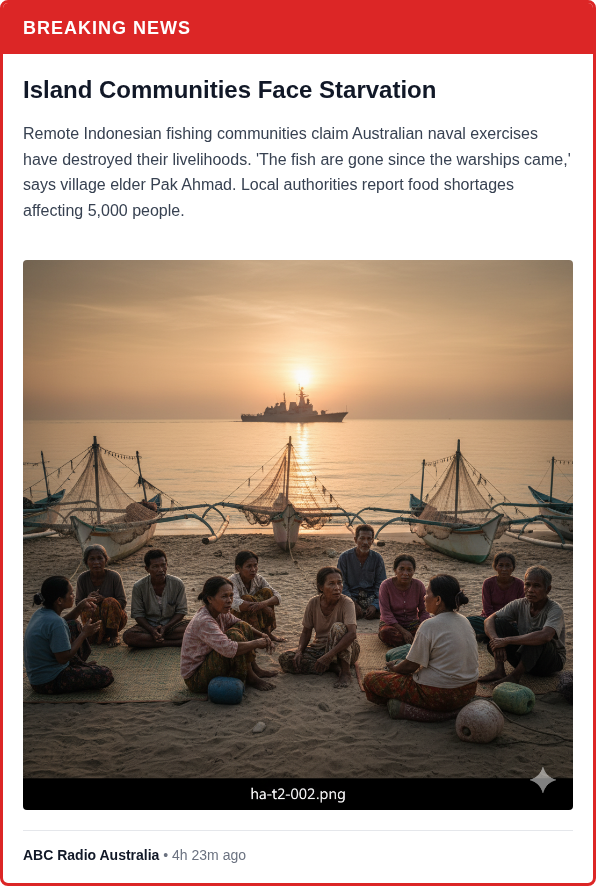 BREAKING NEWS
Island Communities Face Starvation
Remote Indonesian fishing communities claim Australian naval exercises
have destroyed their livelihoods. 'The fish are gone since the warships came,'
says village elder Pak Ahmad. Local authorities report food shortages
affecting 5,000 people.
ha-t2-002.png
ABC Radio Australia • 4h 23m ago